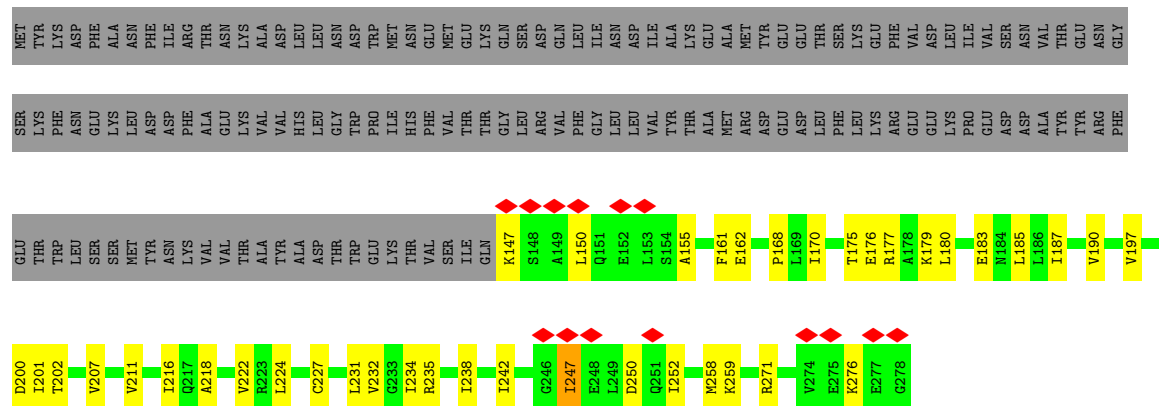 MET TYR LYS ASP PHE ALA ASN PHE ILE ARG THR ASN LYS ALA ASP LEU LEU ASN ASP TRP MET ASN GLU MET GLU LYS GLN SER ASP GLN LEU ILE ASN ASP ILE ALA LYS GLU ALA MET TYR GLU GLU THR SER LYS GLU PHE VAL ASP LEU ILE VAL SER ASN VAL THR GLU ASN GLY
SER LYS PHE ASN GLU LYS LEU ASP ASP PHE ALA GLU LYS VAL VAL HIS LEU GLY TRP PRO ILE HIS PHE VAL THR THR GLY LEU ARG VAL PHE GLY LEU LEU VAL TYR THR ALA MET ARG ASP GLU ASP LEU PHE LEU LYS ARG GLU GLU LYS PRO GLU ASP ASP ALA TYR TYR ARG PHE
GLU THR TRP LEU SER SER MET TYR ASN LYS VAL VAL THR ALA TYR ALA ASP THR TRP GLU LYS THR VAL SER ILE GLN K147 S148 A149 L150 Q151 E152 L153 S154 A155 F161 E162 P168 L169 I170 T175 E176 R177 A178 K179 L180 E183 N184 L185 L186 I187 V190 V197
D200 I201 T202 V207 V211 I216 Q217 A218 V222 R223 L224 C227 L231 V232 G233 I234 R235 I238 I242 G246 I247 E248 L249 D250 Q251 I252 M258 K259 R271 V274 E275 K276 E277 G278